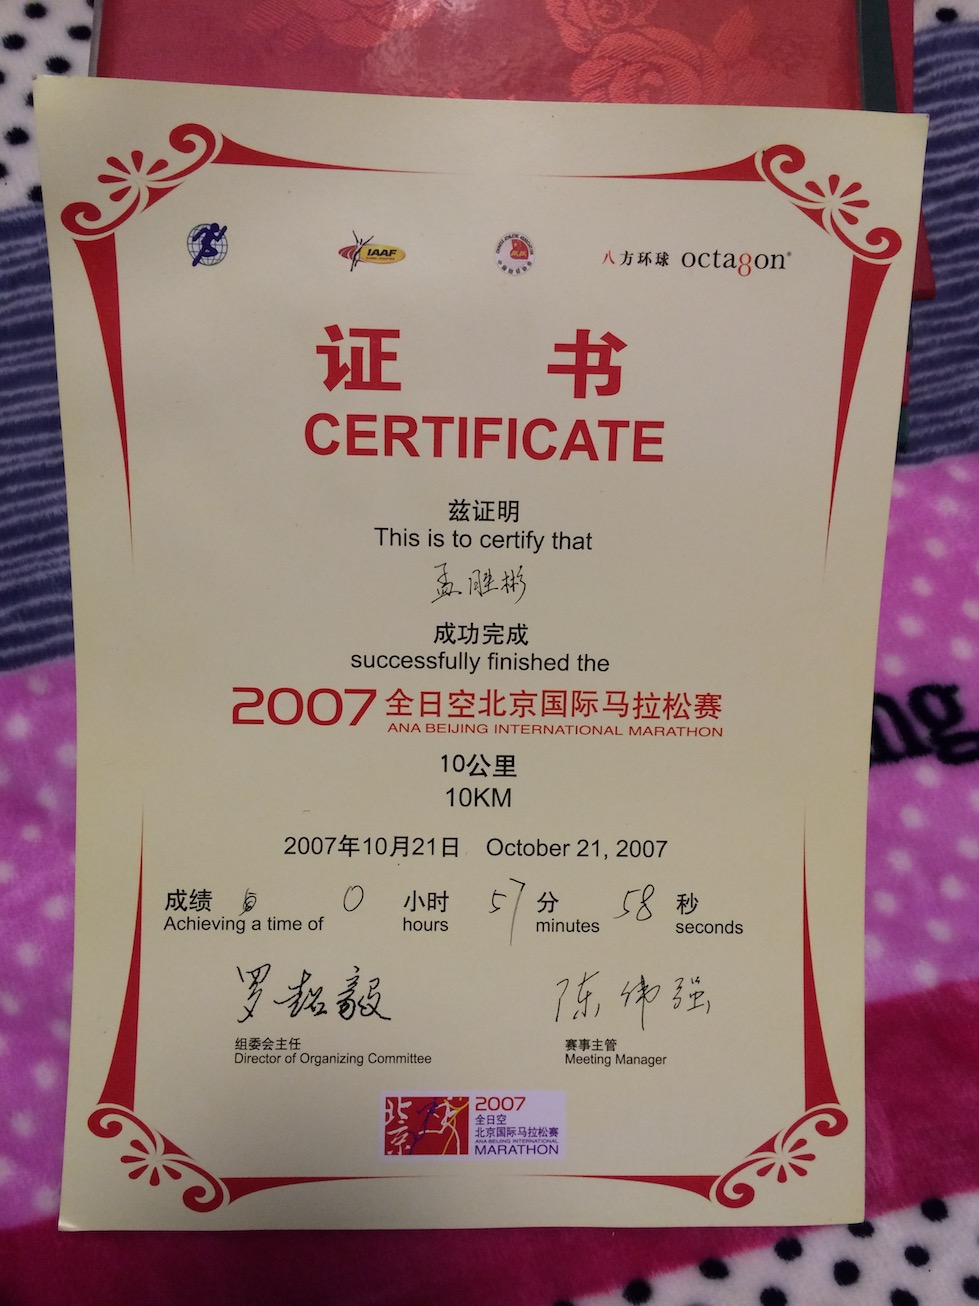 IAAF
八方环球 octagon
证 书
CERTIFICATE
兹证明
This is to certify that
孟胜彬
成功完成
successfully finished the
2007 全日空北京国际马拉松赛
ANA BEIJING INTERNATIONAL MARATHON
10公里
10KM
2007年10月21日 October 21, 2007
成绩 0 小时 57 分 58 秒
Achieving a time of hours minutes seconds
罗超毅 陈伟强
组委会主任 赛事主管
Director of Organizing Committee Meeting Manager
北京
2007
全日空
北京国际马拉松赛
ANA BEIJING INTERNATIONAL
MARATHON
ng